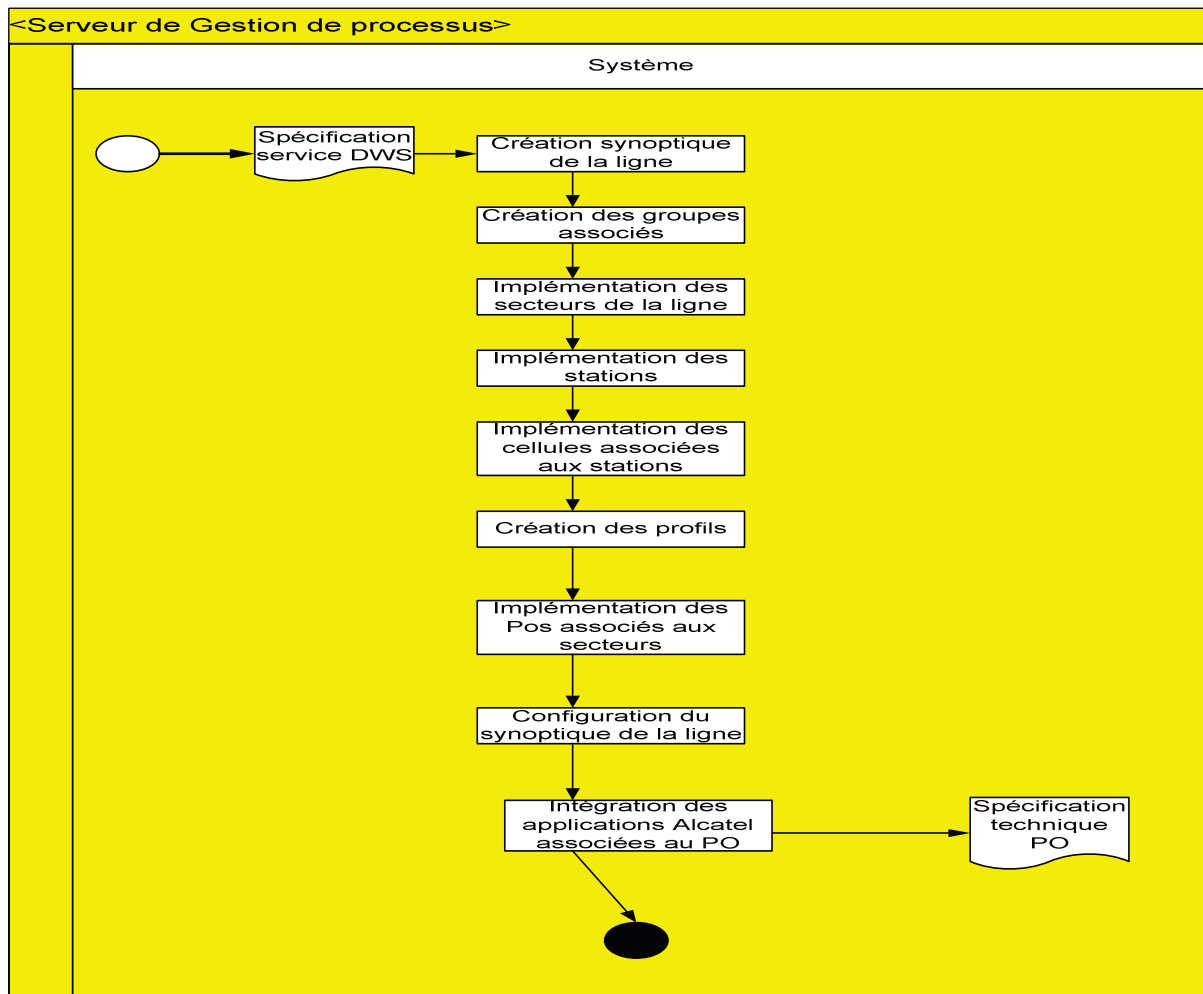 <Serveur de Gestion de processus>
Système
Spécification
service DWS
Création synoptique
de la ligne
Création des groupes
associés
Implémentation des
secteurs de la ligne
Implémentation des
stations
Implémentation des
cellules associées
aux stations
Création des profils
Implémentation des
Pos associés aux
secteurs
Configuration du
synoptique de la ligne
Intégration des
applications Alcatel
associées au PO
Spécification
technique
PO